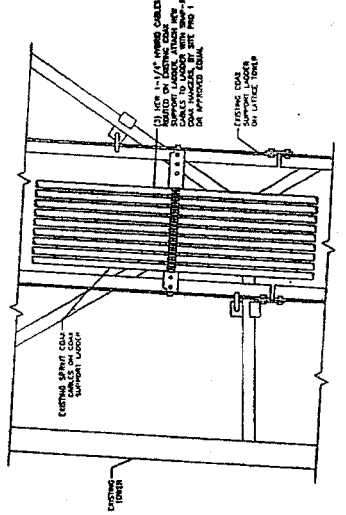 (3) NEW 1-1/4" HYBRID CABLES
ROUTED ON EXISTING COAX
SUPPORT LADDER. ATTACH NEW
CABLES TO LADDER WITH SNAP-IN
COAX HANGERS, BY SITE PRO 1
OR APPROVED EQUAL
EXISTING COAX
SUPPORT LADDER
ON LATTICE TOWER
EXISTING SPRINT COAX
CABLES ON COAX
SUPPORT LADDER
EXISTING
TOWER